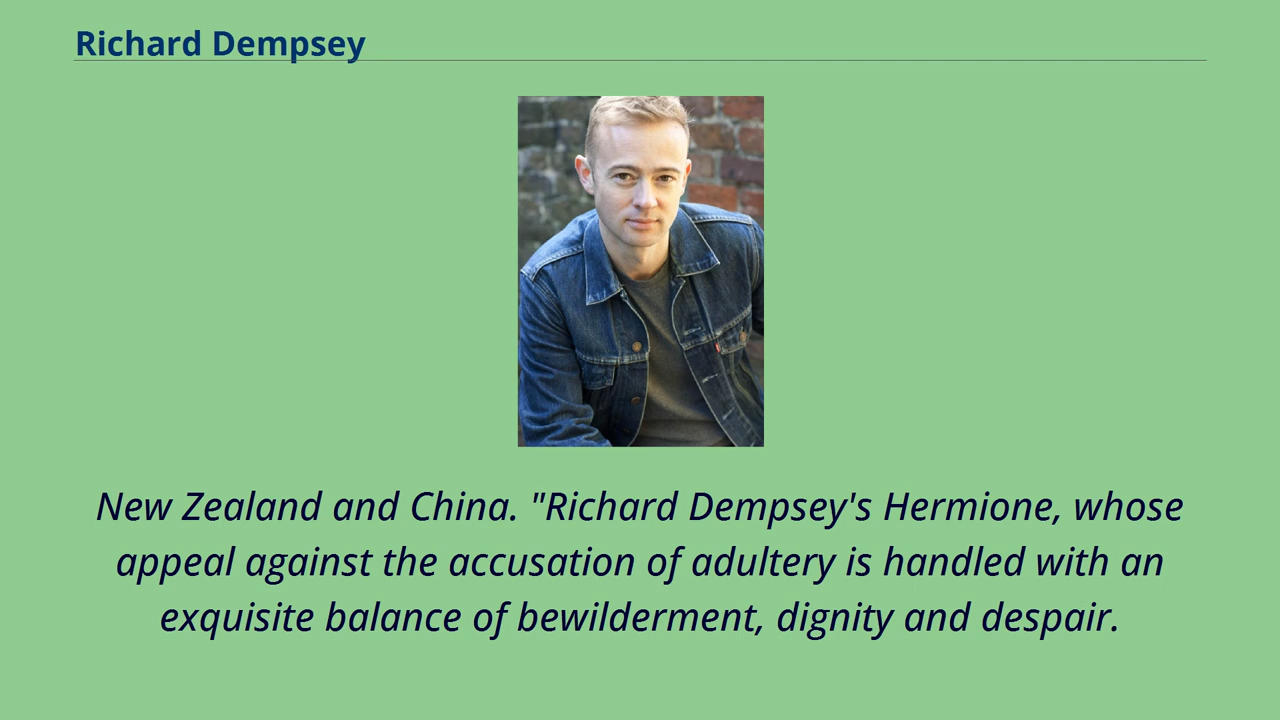 Richard Dempsey
New Zealand and China. "Richard Dempsey's Hermione, whose
appeal against the accusation of adultery is handled with an
exquisite balance of bewilderment, dignity and despair.